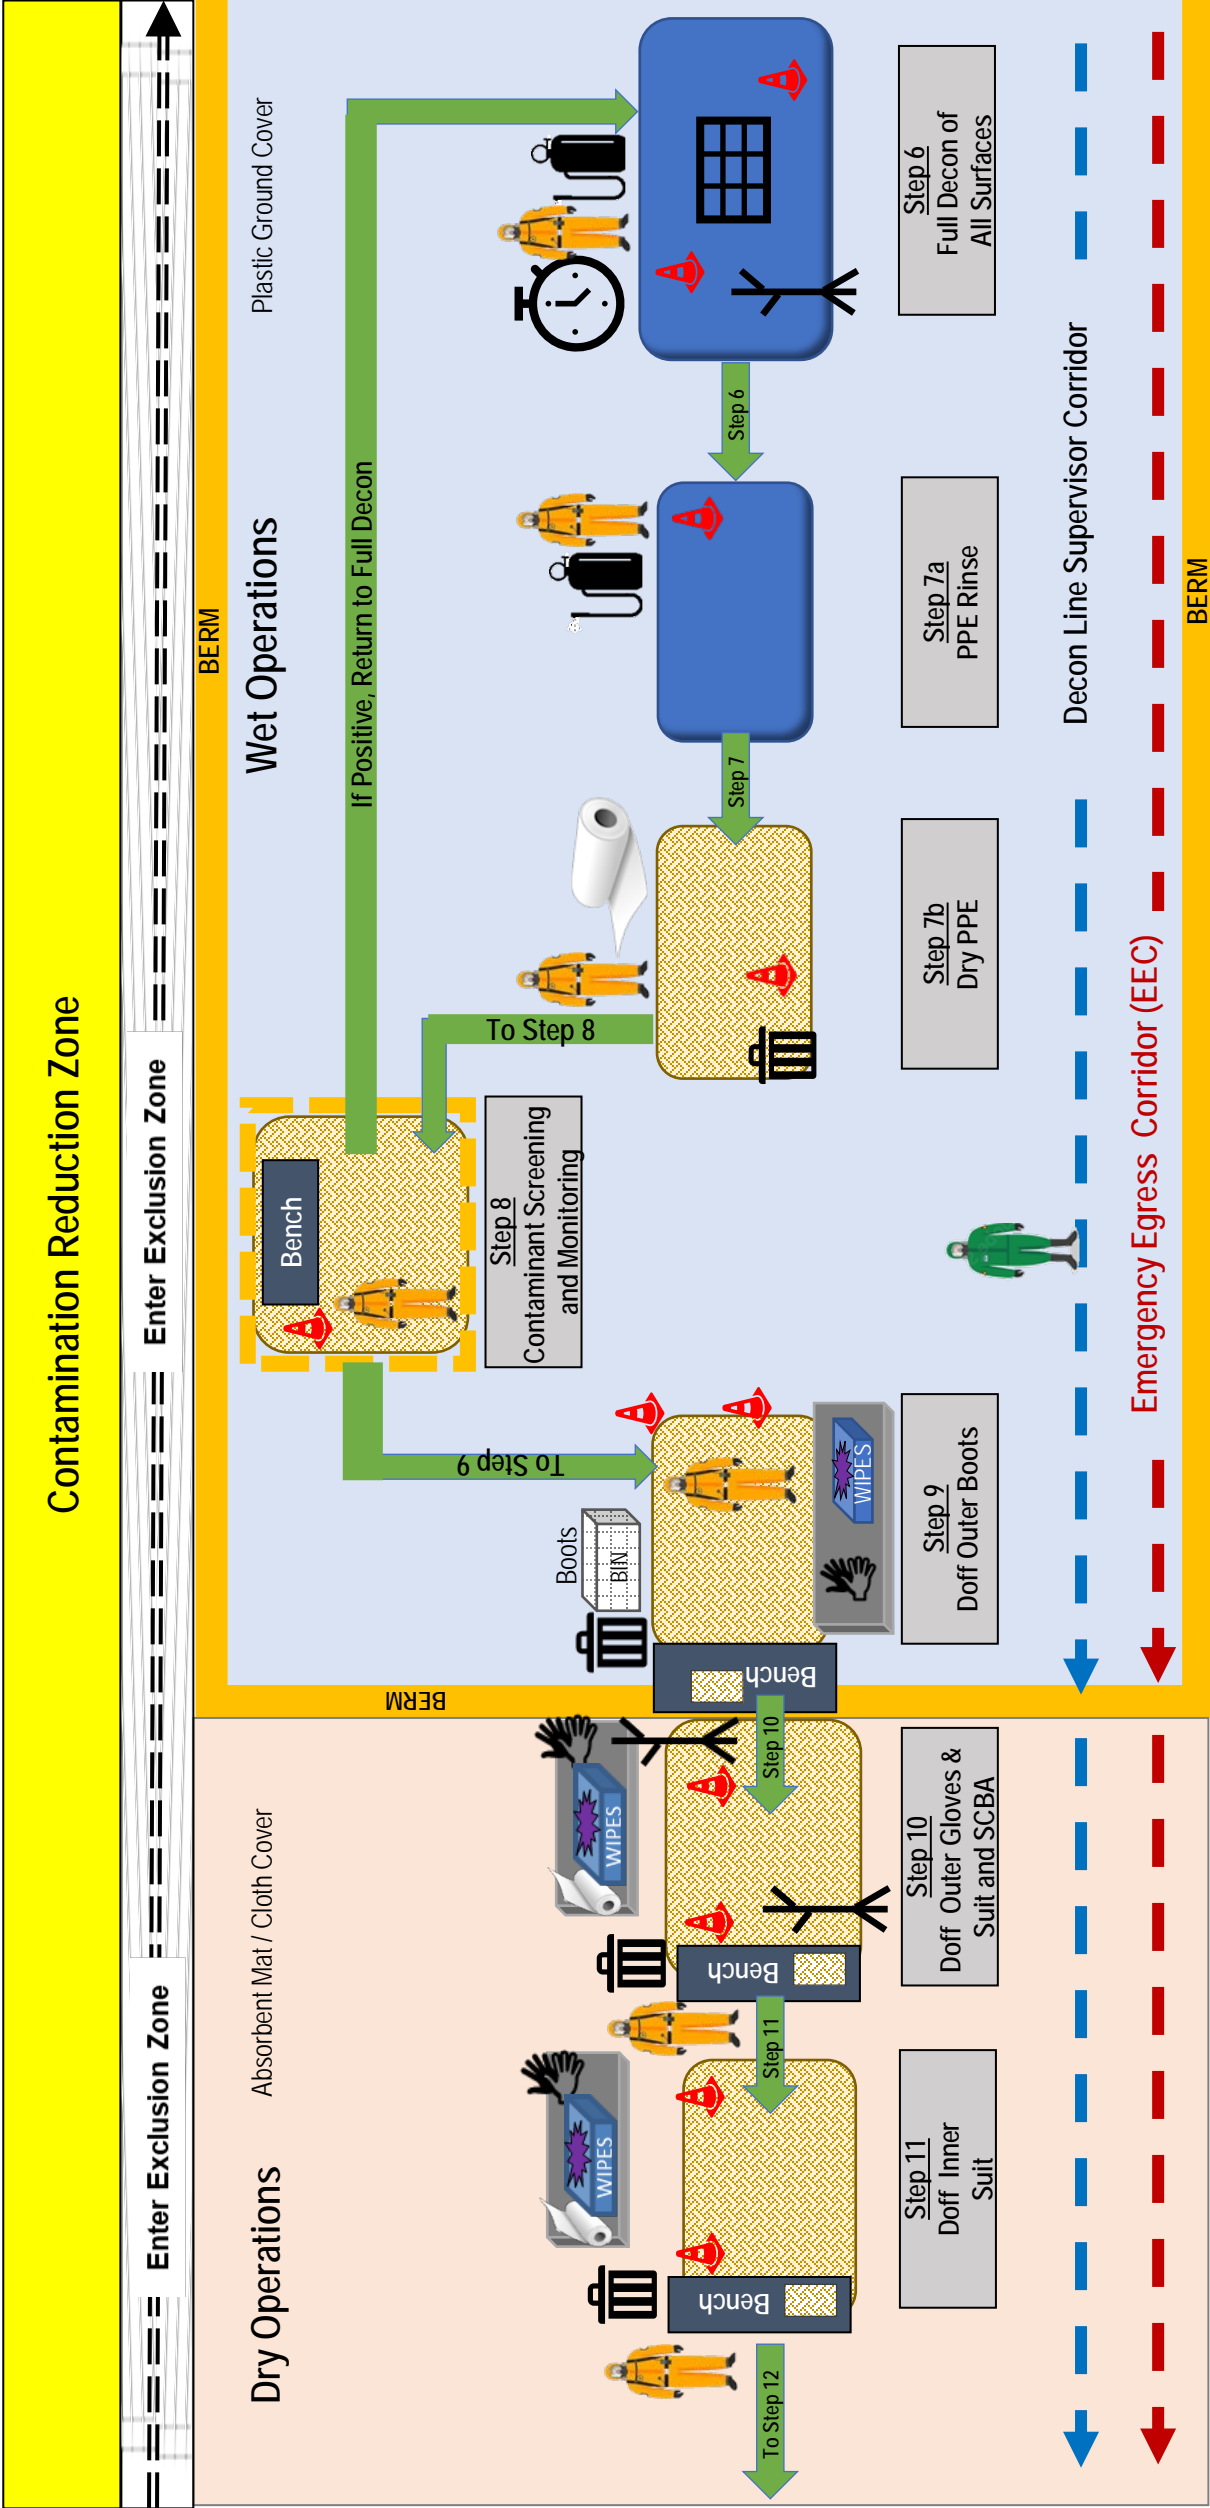 Contamination Reduction Zone
Enter Exclusion Zone
Enter Exclusion Zone
BERM
Dry Operations
Absorbent Mat / Cloth Cover
Wet Operations
Plastic Ground Cover
If Positive, Return to Full Decon
Bench
Step 8
Contaminant Screening
and Monitoring
To Step 8
To Step 9
BERM
Boots
BIN
WIPES
WIPES
WIPES
Bench
Bench
Bench
Step 6
Step 7
Step 10
Step 11
To Step 12
Step 11
Doff Inner
Suit
Step 10
Doff Outer Gloves &
Suit and SCBA
Step 9
Doff Outer Boots
Step 7b
Dry PPE
Step 7a
PPE Rinse
Step 6
Full Decon of
All Surfaces
Decon Line Supervisor Corridor
Emergency Egress Corridor (EEC)
BERM